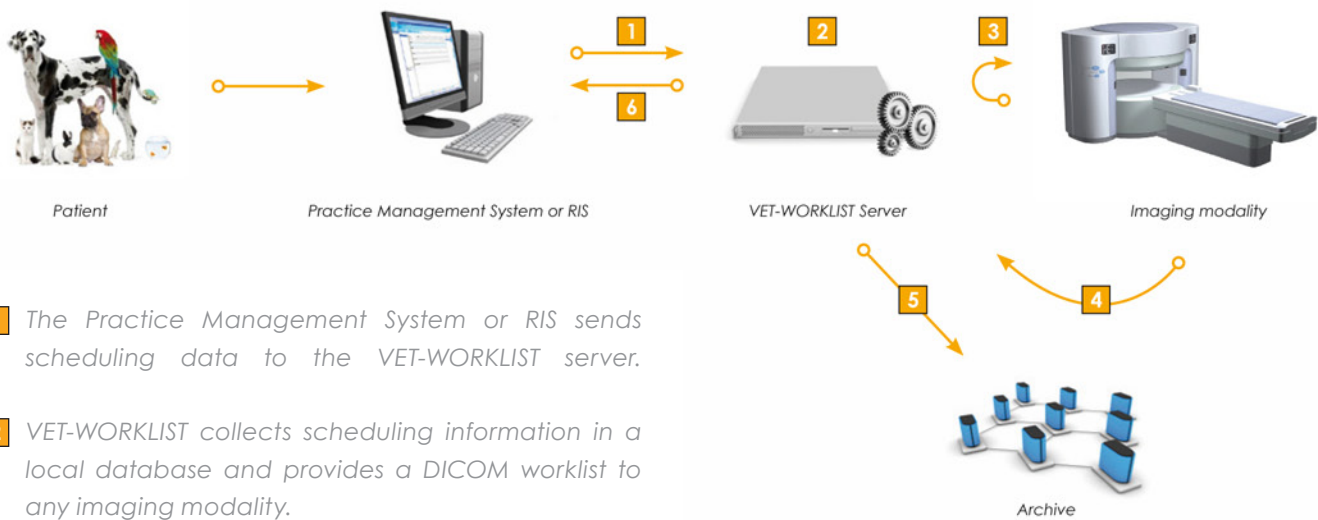 1
2
3
6
Patient
Practice Management System or RIS
VET-WORKLIST Server
Imaging modality
5
4
The Practice Management System or RIS sends
scheduling data to the VET-WORKLIST server.
VET-WORKLIST collects scheduling information in a
local database and provides a DICOM worklist to
any imaging modality.
Archive